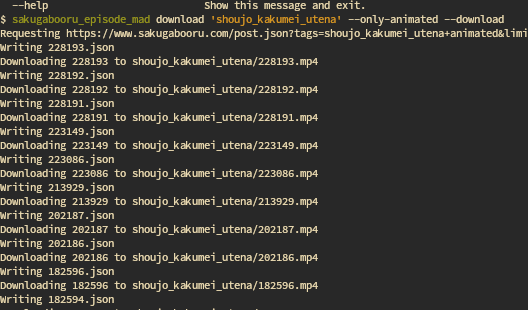 --help Show this message and exit.
$ sakugabooru_episode_mad download 'shoujo_kakumei_utena' --only-animated --download
Requesting https://www.sakugabooru.com/post.json?tags=shoujo_kakumei_utena+animated&limi
Writing 228193.json
Downloading 228193 to shoujo_kakumei_utena/228193.mp4
Writing 228192.json
Downloading 228192 to shoujo_kakumei_utena/228192.mp4
Writing 228191.json
Downloading 228191 to shoujo_kakumei_utena/228191.mp4
Writing 223149.json
Downloading 223149 to shoujo_kakumei_utena/223149.mp4
Writing 223086.json
Downloading 223086 to shoujo_kakumei_utena/223086.mp4
Writing 213929.json
Downloading 213929 to shoujo_kakumei_utena/213929.mp4
Writing 202187.json
Downloading 202187 to shoujo_kakumei_utena/202187.mp4
Writing 202186.json
Downloading 202186 to shoujo_kakumei_utena/202186.mp4
Writing 182596.json
Downloading 182596 to shoujo_kakumei_utena/182596.mp4
Writing 182594.json